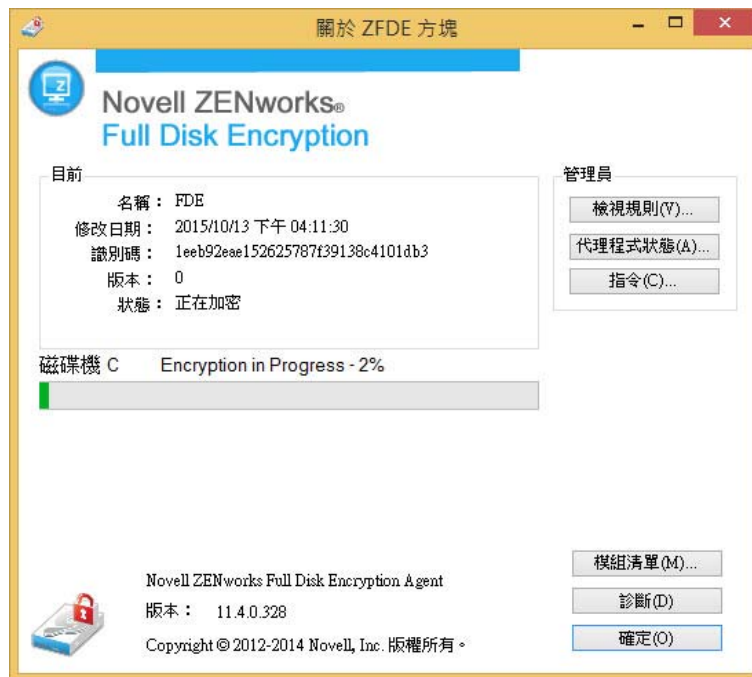 關於 ZFDE 方塊
Novell ZENworks®
Full Disk Encryption
目前
名稱： FDE
修改日期： 2015/10/13 下午 04:11:30
識別碼： 1eeb92eae152625787f39138c4101db3
版本： 0
狀態： 正在加密
管理員
檢視規則(V)...
代理程式狀態(A)...
指令(C)...
磁碟機 C Encryption in Progress - 2%
Novell ZENworks Full Disk Encryption Agent
版本： 11.4.0.328
Copyright © 2012-2014 Novell, Inc. 版權所有。
模組清單(M)...
診斷(D)
確定(O)